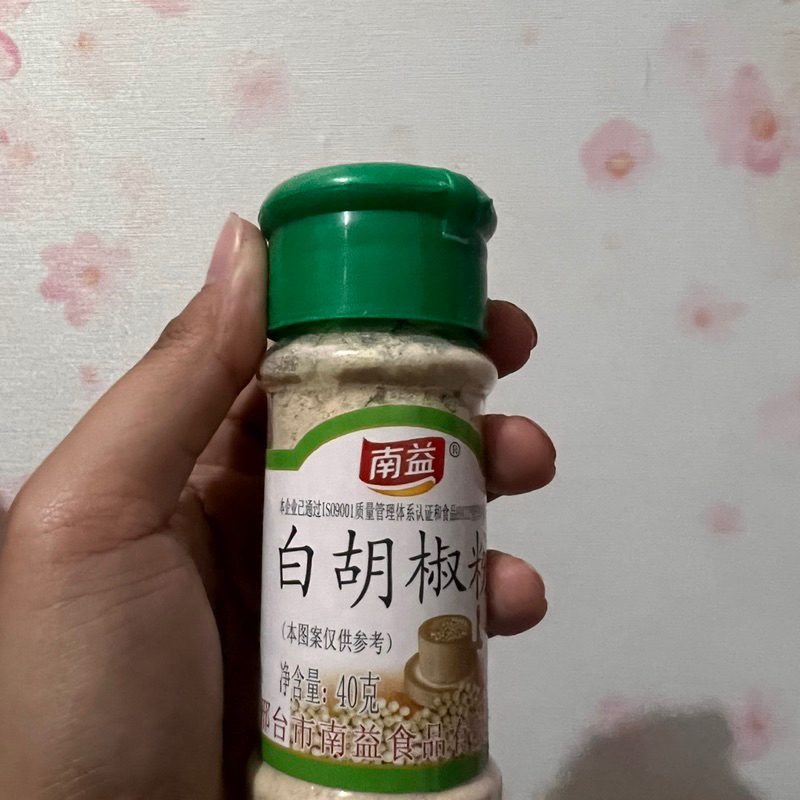 南益®
本企业已通过ISO9001质量管理体系认证和食品
白胡椒粉
(本图案仅供参考)
净含量:40克
邢台市南益食品有